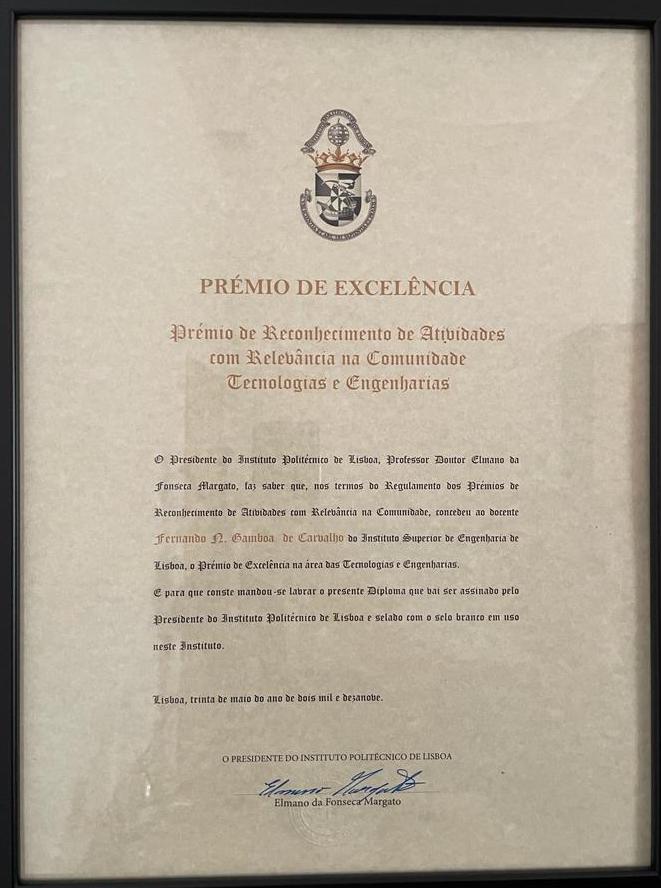 PRÉMIO DE EXCELÊNCIA
Prémio de Reconhecimento de Atividades
com Relevância na Comunidade
Tecnologias e Engenharias
O Presidente do Instituto Politécnico de Lisboa, Professor Doutor Elmano da
Fonseca Margato, faz saber que, nos termos do Regulamento dos Prémios de
Reconhecimento de Atividades com Relevância na Comunidade, concedeu ao docente
Fernando N. Gamboa de Carvalho do Instituto Superior de Engenharia de
Lisboa, o Prémio de Excelência na área das Tecnologias e Engenharias.
E para que conste mandou-se labrar o presente Diploma que vai ser assinado pelo
Presidente do Instituto Politécnico de Lisboa e selado com o selo branco em uso
neste Instituto.
Lisboa, trinta de maio do ano de dois mil e dezanove.
O PRESIDENTE DO INSTITUTO POLITÉCNICO DE LISBOA
Elmano Margato
Elmano da Fonseca Margato